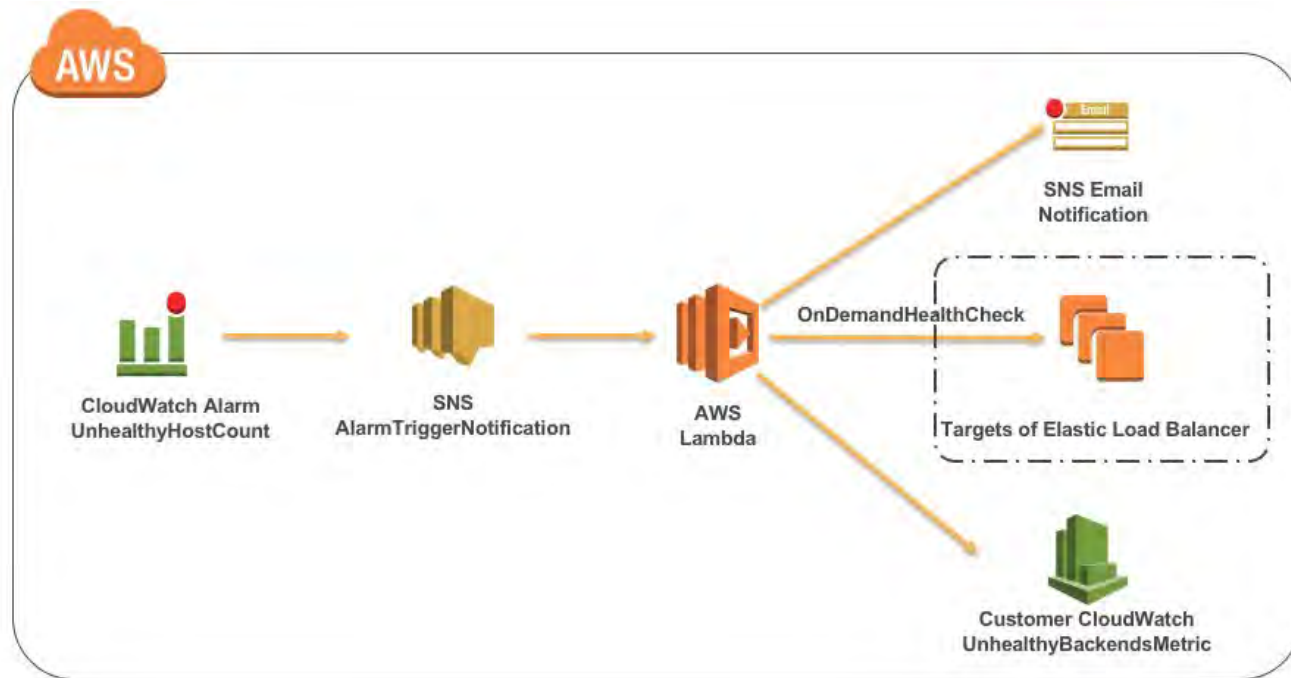 AWS
Email
SNS Email
Notification
OnDemandHealthCheck
CloudWatch Alarm
UnhealthyHostCount
SNS
AlarmTriggerNotification
AWS
Lambda
Targets of Elastic Load Balancer
Customer CloudWatch
UnhealthyBackendsMetric